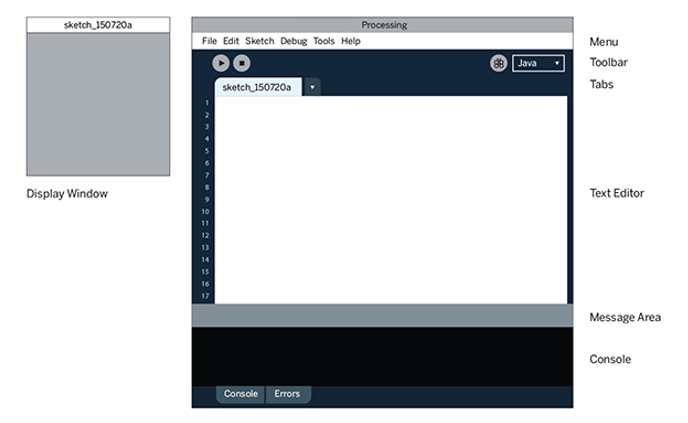 sketch_150720a
Display Window
Processing
File Edit Sketch Debug Tools Help
Java
sketch_150720a
1
2
3
4
5
6
7
8
9
10
11
12
13
14
15
16
17
Console Errors
Menu
Toolbar
Tabs
Text Editor
Message Area
Console